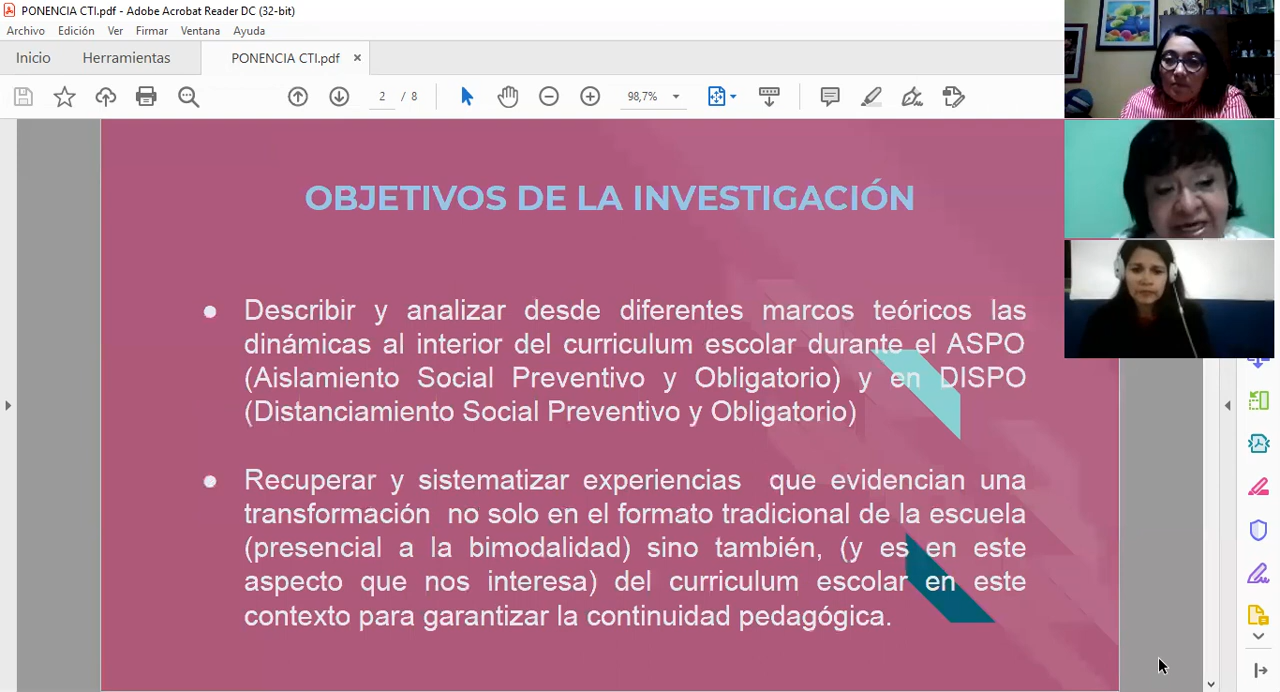 PONENCIA CTI.pdf - Adobe Acrobat Reader DC (32-bit)
Archivo Edición Ver Firmar Ventana Ayuda
Inicio Herramientas PONENCIA CTI.pdf ×
2 / 8 98,7%
OBJETIVOS DE LA INVESTIGACIÓN
● Describir y analizar desde diferentes marcos teóricos las
dinámicas al interior del curriculum escolar durante el ASPO
(Aislamiento Social Preventivo y Obligatorio) y en DISPO
(Distanciamiento Social Preventivo y Obligatorio)
● Recuperar y sistematizar experiencias que evidencian una
transformación no solo en el formato tradicional de la escuela
(presencial a la bimodalidad) sino también, (y es en este
aspecto que nos interesa) del curriculum escolar en este
contexto para garantizar la continuidad pedagógica.